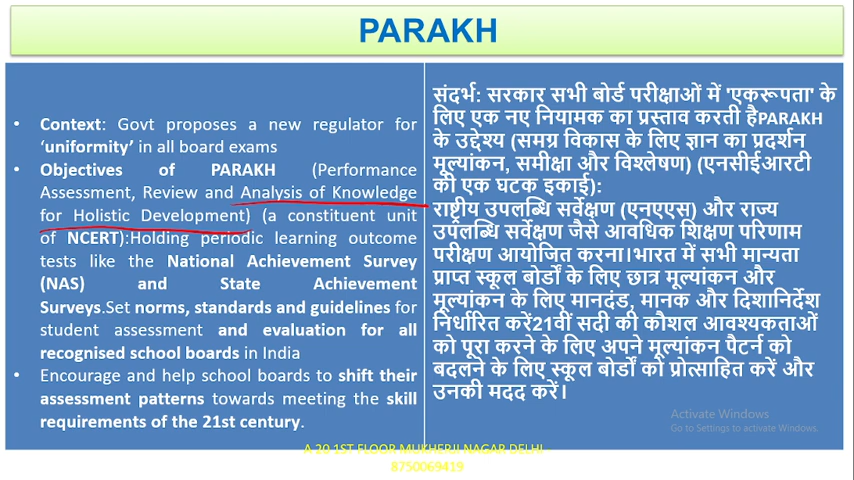 PARAKH
• Context: Govt proposes a new regulator for
‘uniformity’ in all board exams
• Objectives of PARAKH (Performance
Assessment, Review and Analysis of Knowledge
for Holistic Development) (a constituent unit
of NCERT):Holding periodic learning outcome
tests like the National Achievement Survey
(NAS) and State Achievement
Surveys.Set norms, standards and guidelines for
student assessment and evaluation for all
recognised school boards in India
• Encourage and help school boards to shift their
assessment patterns towards meeting the skill
requirements of the 21st century.
संदर्भ: सरकार सभी बोर्ड परीक्षाओं में 'एकरूपता' के
लिए एक नए नियामक का प्रस्ताव करती हैPARAKH
के उद्देश्य (समग्र विकास के लिए ज्ञान का प्रदर्शन
मूल्यांकन, समीक्षा और विश्लेषण) (एनसीईआरटी
की एक घटक इकाई):
राष्ट्रीय उपलब्धि सर्वेक्षण (एनएएस) और राज्य
उपलब्धि सर्वेक्षण जैसे आवधिक शिक्षण परिणाम
परीक्षण आयोजित करना।भारत में सभी मान्यता
प्राप्त स्कूल बोर्डों के लिए छात्र मूल्यांकन और
मूल्यांकन के लिए मानदंड, मानक और दिशानिर्देश
निर्धारित करें21वीं सदी की कौशल आवश्यकताओं
को पूरा करने के लिए अपने मूल्यांकन पैटर्न को
बदलने के लिए स्कूल बोर्डों को प्रोत्साहित करें और
उनकी मदद करें।
Activate Windows
Go to Settings to activate Windows.
A 20 1ST FLOOR MUKHERJI NAGAR DELHI
8750069419